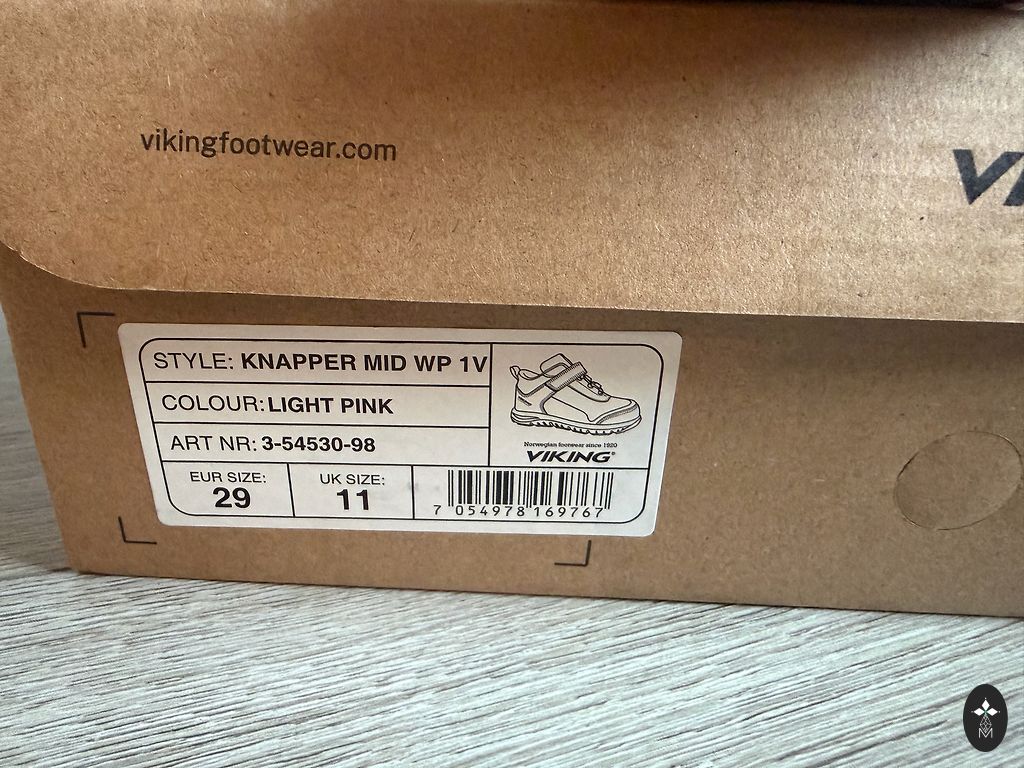 vikingfootwear.com
STYLE: KNAPPER MID WP 1V
COLOUR: LIGHT PINK
ART NR: 3-54530-98
EUR SIZE:
29
UK SIZE:
11
Norwegian footwear since 1920
VIKING®
7 054978 169767
M